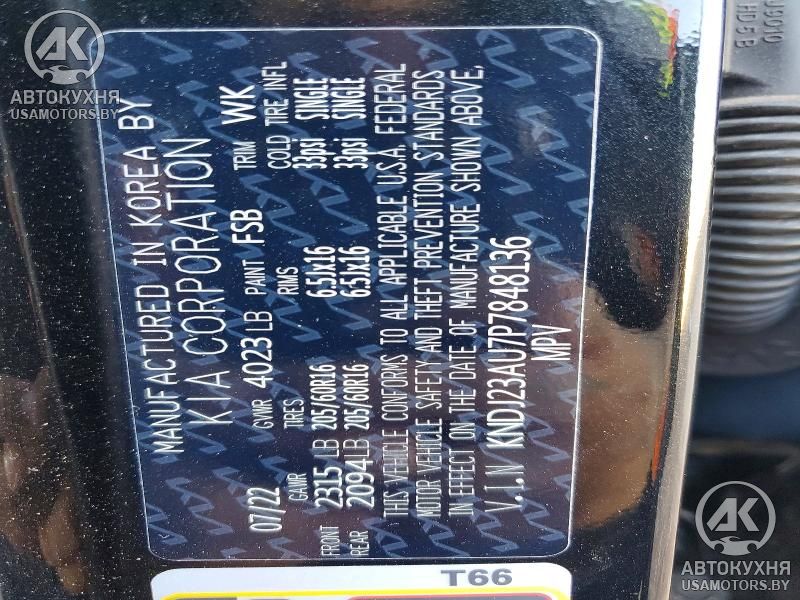 MANUFACTURED IN KOREA BY
KIA CORPORATION
07/22 GVWR 4023 LB PAINT FSB TRIM WK
GAWR TIRES RIMS COLD TIRE INFL
FRONT 2315 LB 205/60R16 6.5Jx16 33psi SINGLE
REAR 2094LB 205/60R16 6.5Jx16 33psi SINGLE
THIS VEHICLE CONFORMS TO ALL APPLICABLE U.S.A. FEDERAL
MOTOR VEHICLE SAFETY AND THEFT PREVENTION STANDARDS
IN EFFECT ON THE DATE OF MANUFACTURE SHOWN ABOVE.
V.I.N KNDJ23AU7P7848136
MPV
T66
HD6B
АК
АВТОКУХНЯ
USAMOTORS.BY
АК
АВТОКУХНЯ
USAMOTORS.BY